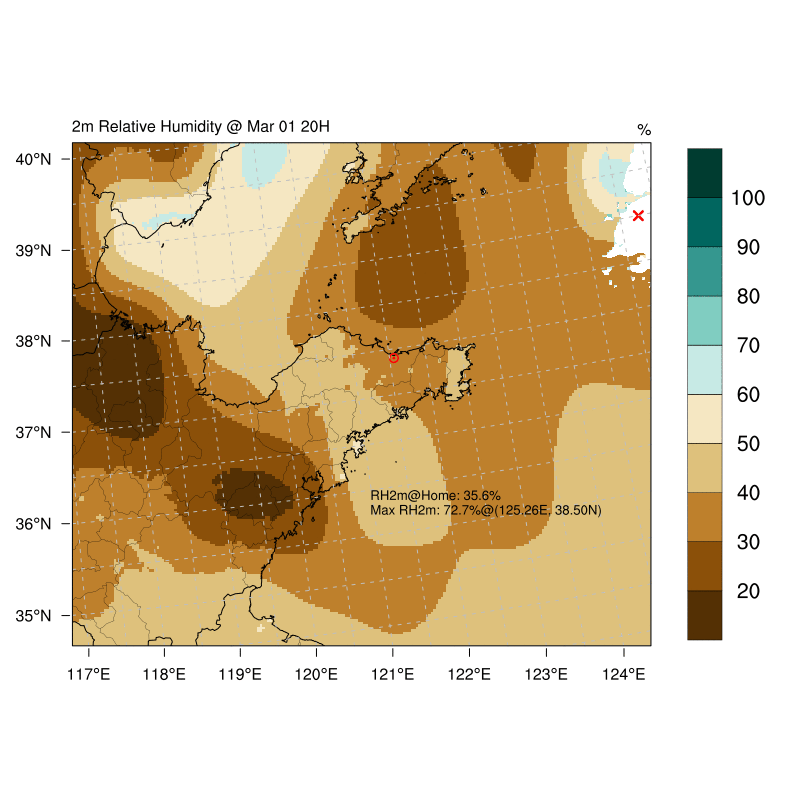 2m Relative Humidity @ Mar 01 20H
%
40°N
39°N
38°N
37°N
36°N
35°N
117°E
118°E
119°E
120°E
121°E
122°E
123°E
124°E
RH2m@Home: 35.6%
Max RH2m: 72.7%@(125.26E, 38.50N)
100
90
80
70
60
50
40
30
20